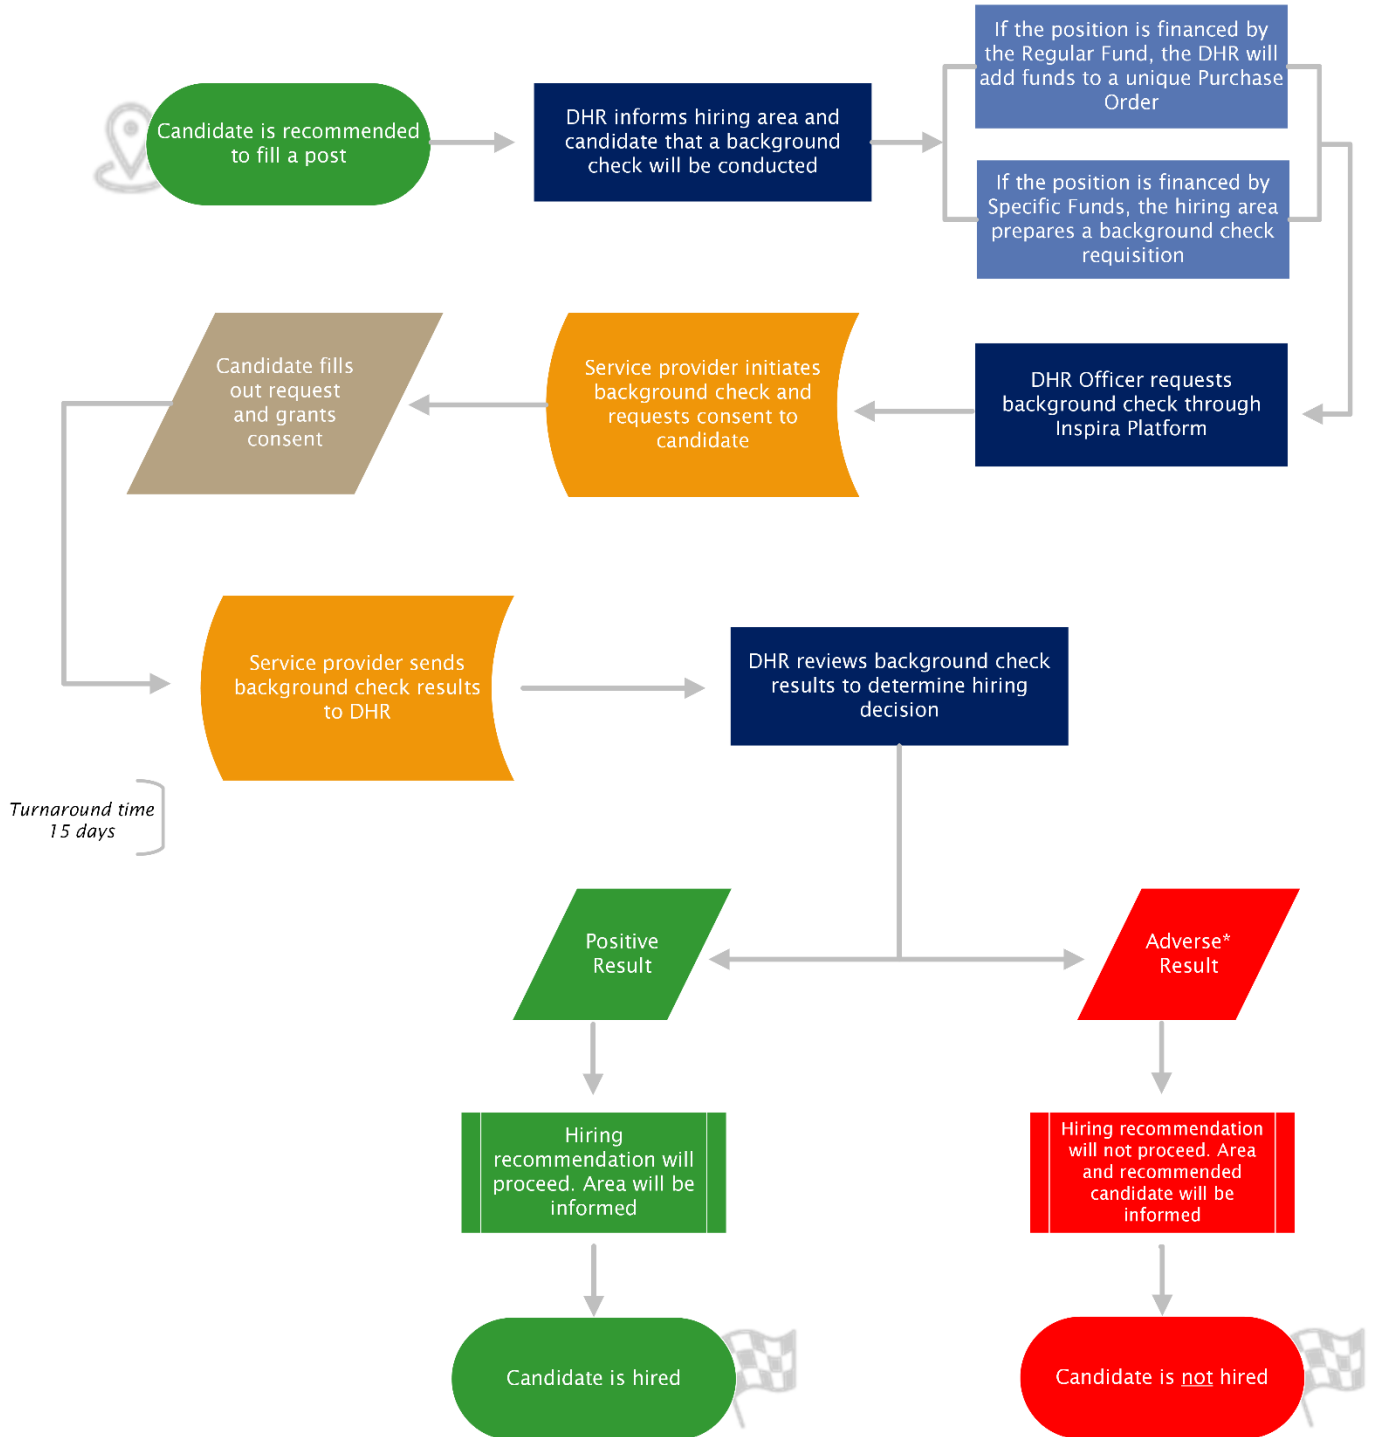 Candidate is recommended
to fill a post
DHR informs hiring area and
candidate that a background
check will be conducted
If the position is financed by
the Regular Fund, the DHR will
add funds to a unique Purchase
Order
If the position is financed by
Specific Funds, the hiring area
prepares a background check
requisition
DHR Officer requests
background check through
Inspira Platform
Service provider initiates
background check and
requests consent to
candidate
Candidate fills
out request
and grants
consent
Service provider sends
background check results
to DHR
DHR reviews background check
results to determine hiring
decision
Turnaround time
15 days
Positive
Result
Adverse*
Result
Hiring
recommendation will
proceed. Area will be
informed
Hiring recommendation
will not proceed. Area
and recommended
candidate will be
informed
Candidate is hired
Candidate is not hired